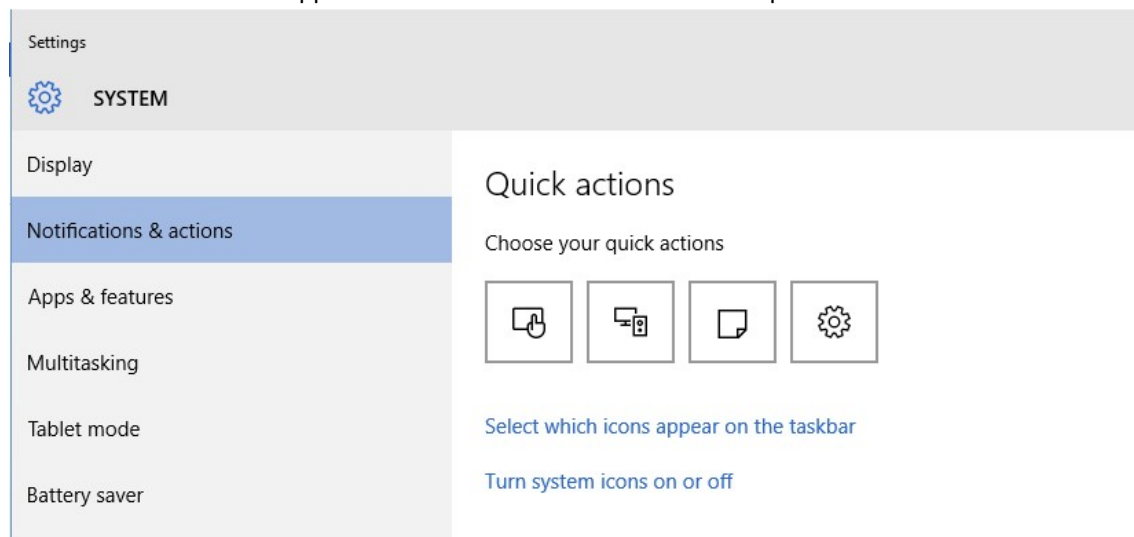 Settings
SYSTEM
Display
Notifications & actions
Apps & features
Multitasking
Tablet mode
Battery saver
Quick actions
Choose your quick actions
Select which icons appear on the taskbar
Turn system icons on or off